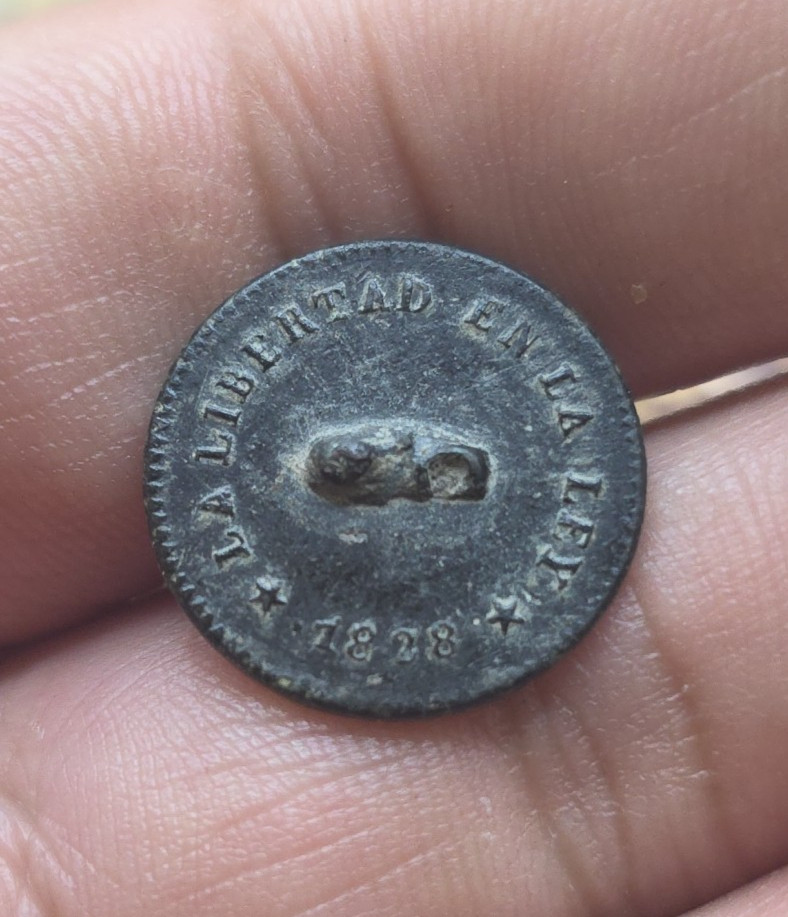 LA LIBERTAD EN LA LEY
★ 1828 ★